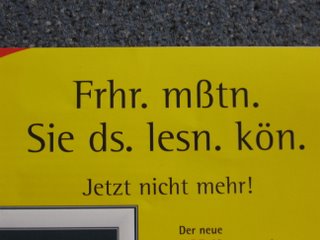 Frhr. mßtn.
Sie ds. lesn. kön.
Jetzt nicht mehr!
Der neue